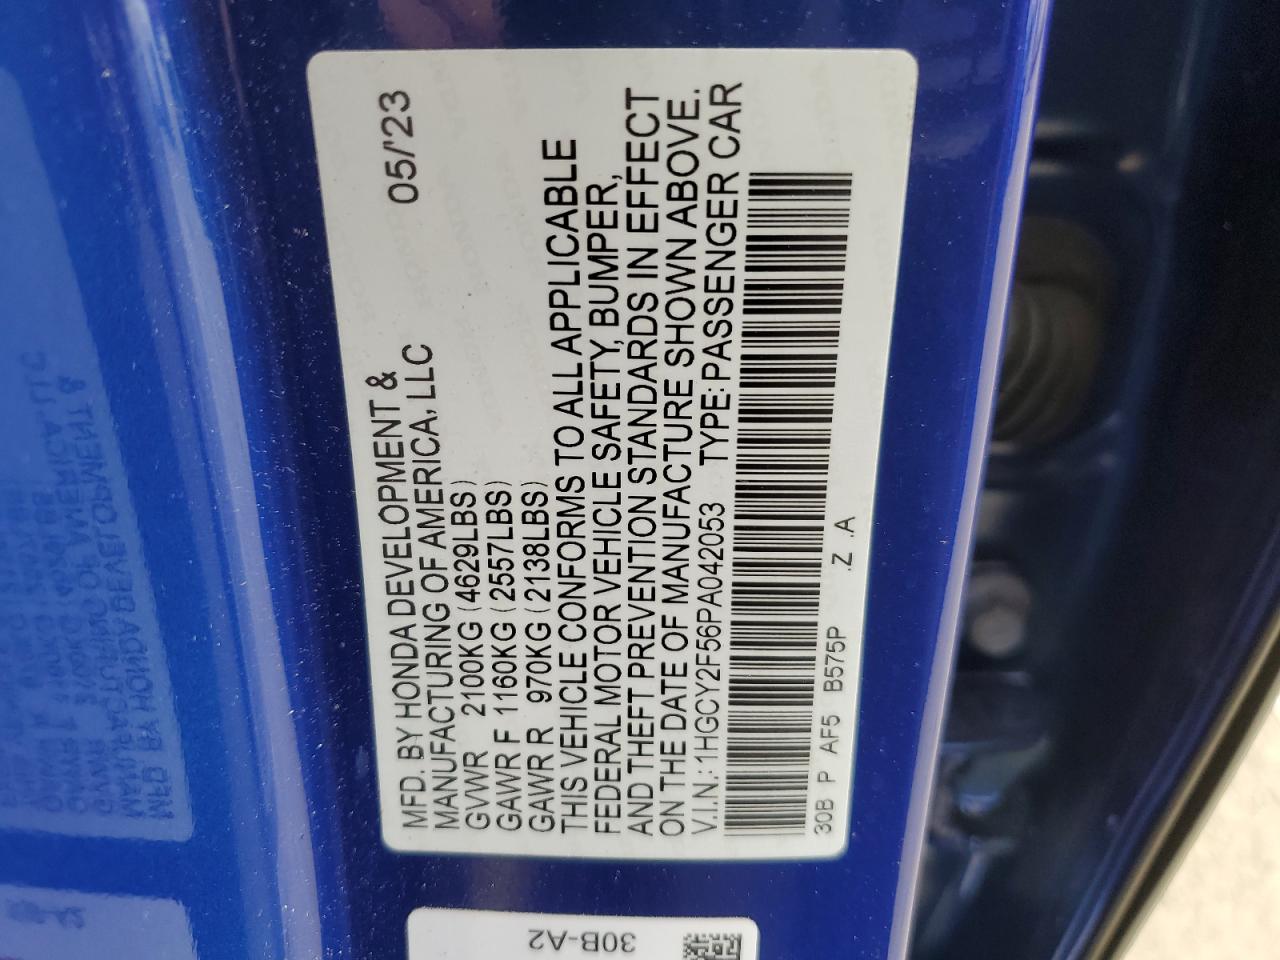 MFD. BY HONDA DEVELOPMENT &
MANUFACTURING OF AMERICA, LLC 05/'23
GVWR 2100KG (4629LBS)
GAWR F 1160KG (2557LBS)
GAWR R 970KG (2138LBS)
THIS VEHICLE CONFORMS TO ALL APPLICABLE
FEDERAL MOTOR VEHICLE SAFETY, BUMPER,
AND THEFT PREVENTION STANDARDS IN EFFECT
ON THE DATE OF MANUFACTURE SHOWN ABOVE.
V.I.N.: 1HGCY2F56PA042053 TYPE: PASSENGER CAR
30B P AF5 B575P .Z .A
30B-A2